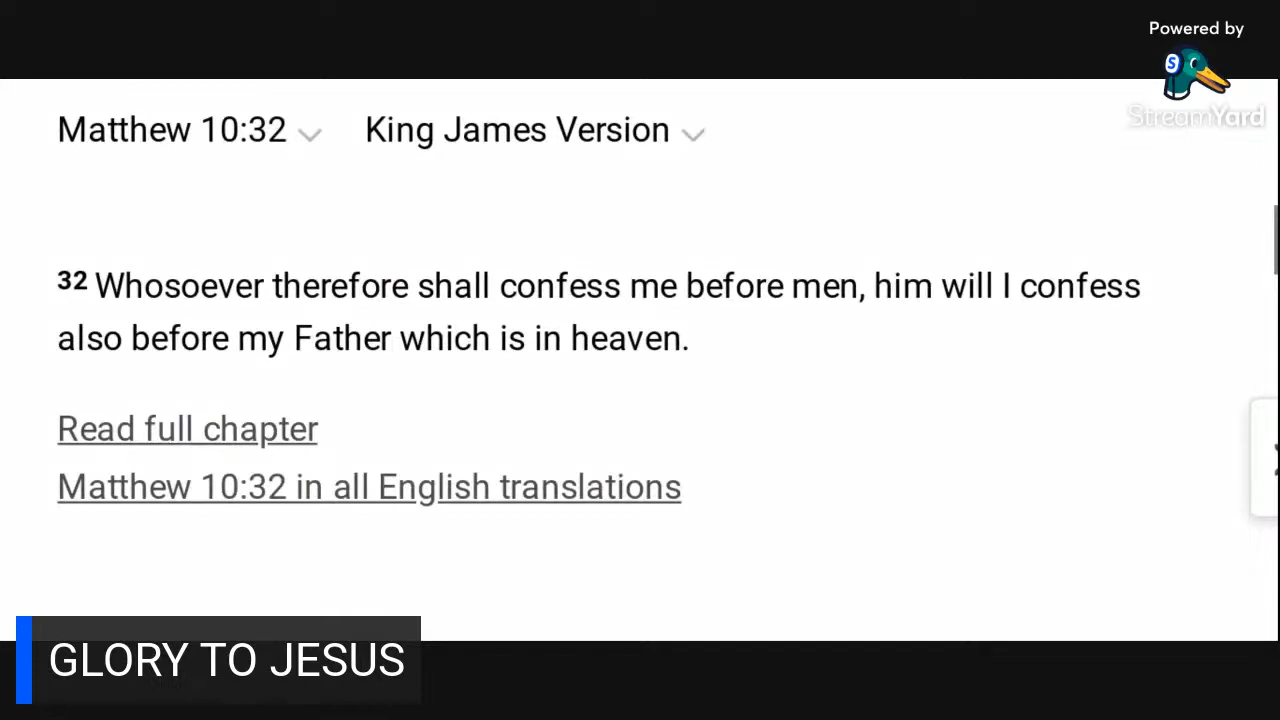 Powered by
S
StreamYard
Matthew 10:32 King James Version
32 Whosoever therefore shall confess me before men, him will I confess
also before my Father which is in heaven.
Read full chapter
Matthew 10:32 in all English translations
GLORY TO JESUS